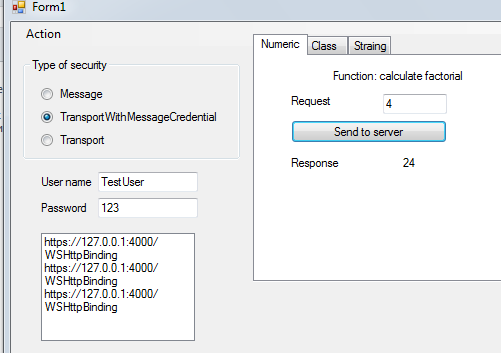 Form1
Action
Type of security
Message
TransportWithMessageCredential
Transport
User name TestUser
Password 123
https://127.0.0.1:4000/
WSHttpBinding
https://127.0.0.1:4000/
WSHttpBinding
https://127.0.0.1:4000/
WSHttpBinding
Numeric Class Straing
Function: calculate factorial
Request 4
Send to server
Response 24